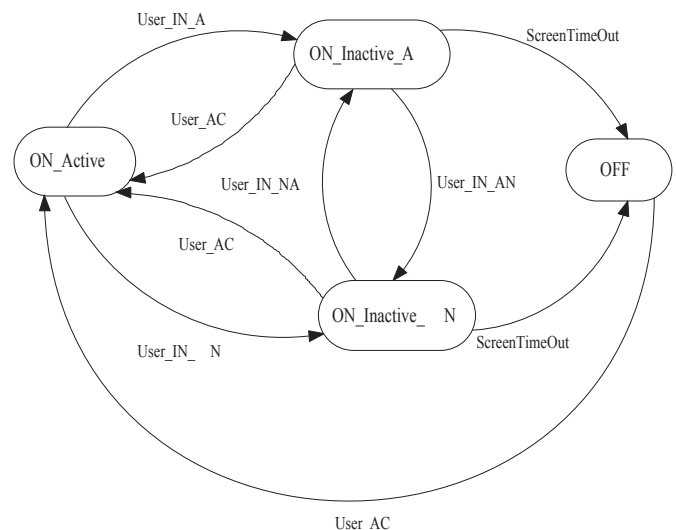 User_IN_A
ScreenTimeOut
ON_Inactive_A
User_AC
ON_Active
OFF
User_IN_NA
User_IN_AN
User_AC
ON_Inactive_ N
User_IN_ N
ScreenTimeOut
User_AC